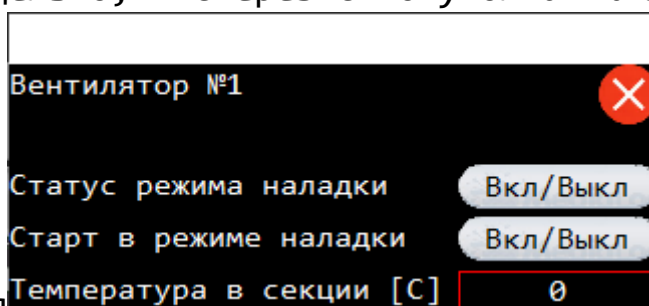 Вентилятор №1
Статус режима наладки Вкл/Выкл
Старт в режиме наладки Вкл/Выкл
Температура в секции [C] 0